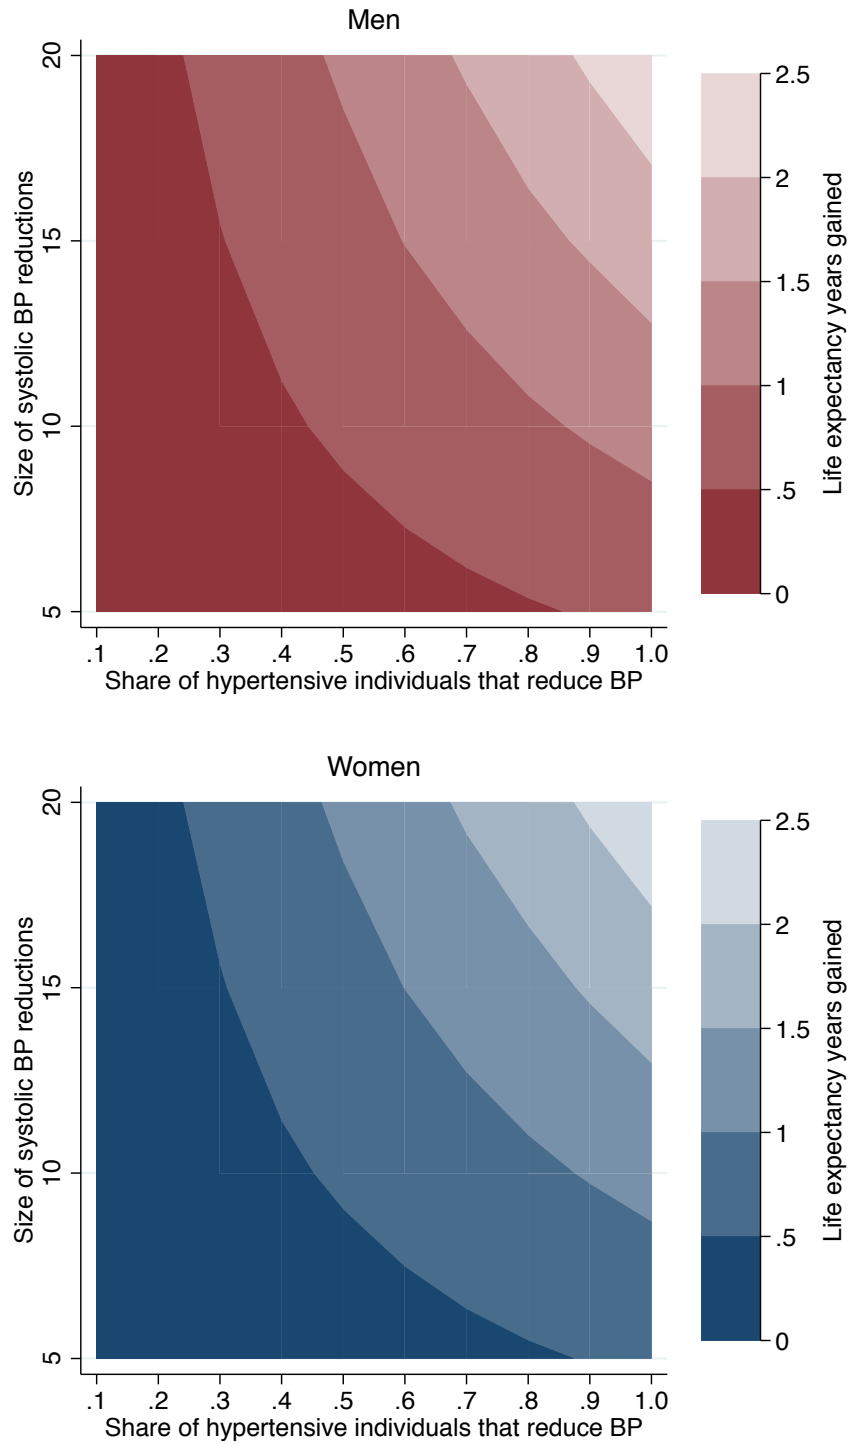 Men
20
15
10
5
Size of systolic BP reductions
.1 .2 .3 .4 .5 .6 .7 .8 .9 1.0
Share of hypertensive individuals that reduce BP
2.5
2
1.5
1
.5
0
Life expectancy years gained
Women
20
15
10
5
Size of systolic BP reductions
.1 .2 .3 .4 .5 .6 .7 .8 .9 1.0
Share of hypertensive individuals that reduce BP
2.5
2
1.5
1
.5
0
Life expectancy years gained